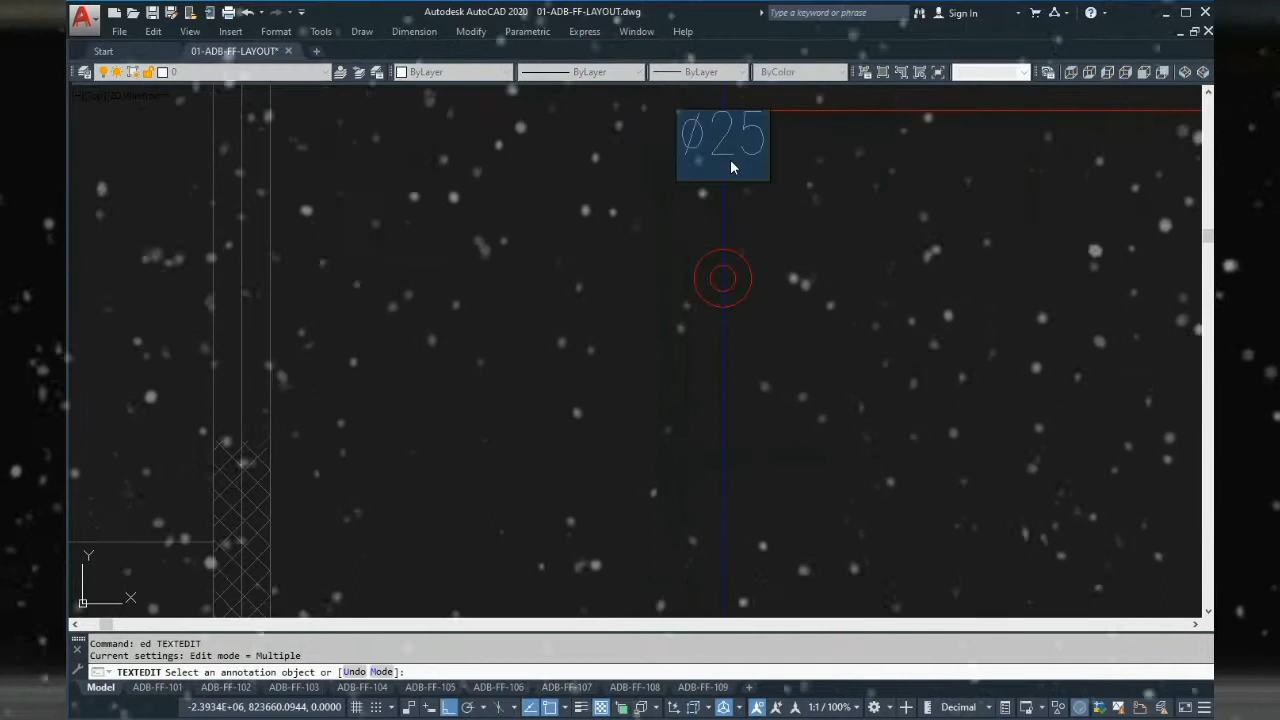 Autodesk AutoCAD 2020 01-ADB-FF-LAYOUT.dwg
Type a keyword or phrase
Sign In
File Edit View Insert Format Tools Draw Dimension Modify Parametric Express Window Help
Start 01-ADB-FF-LAYOUT*
0 ByLayer ByLayer ByLayer ByColor
Ø25
Y
X
Command: ed TEXTEDIT
Current settings: Edit mode = Multiple
TEXTEDIT Select an annotation object or [Undo Mode]:
Model ADB-FF-101 ADB-FF-102 ADB-FF-103 ADB-FF-104 ADB-FF-105 ADB-FF-106 ADB-FF-107 ADB-FF-108 ADB-FF-109
-2.3934E+06, 823660.0944, 0.0000 MODEL 1:1 / 100% Decimal